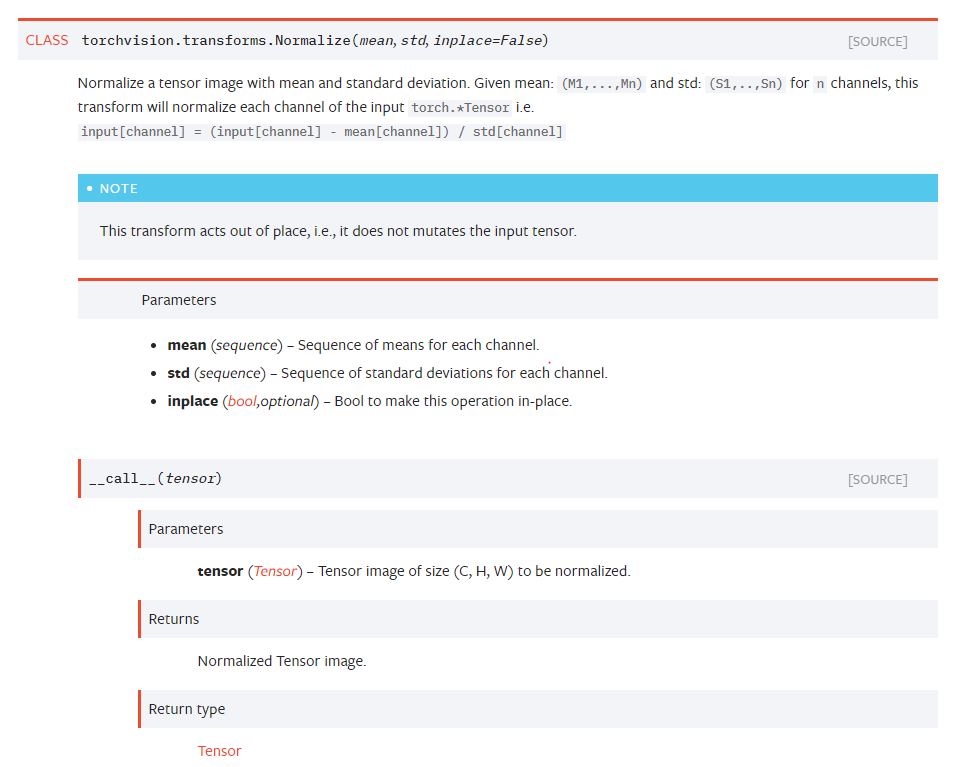 CLASS torchvision.transforms.Normalize(mean, std, inplace=False) [SOURCE]
Normalize a tensor image with mean and standard deviation. Given mean: (M1,...,Mn) and std: (S1,..,Sn) for n channels, this
transform will normalize each channel of the input torch.*Tensor i.e.
input[channel] = (input[channel] - mean[channel]) / std[channel]
• NOTE
This transform acts out of place, i.e., it does not mutates the input tensor.
Parameters
• mean (sequence) – Sequence of means for each channel.
• std (sequence) – Sequence of standard deviations for each channel.
• inplace (bool,optional) – Bool to make this operation in-place.
__call__(tensor) [SOURCE]
Parameters
tensor (Tensor) – Tensor image of size (C, H, W) to be normalized.
Returns
Normalized Tensor image.
Return type
Tensor